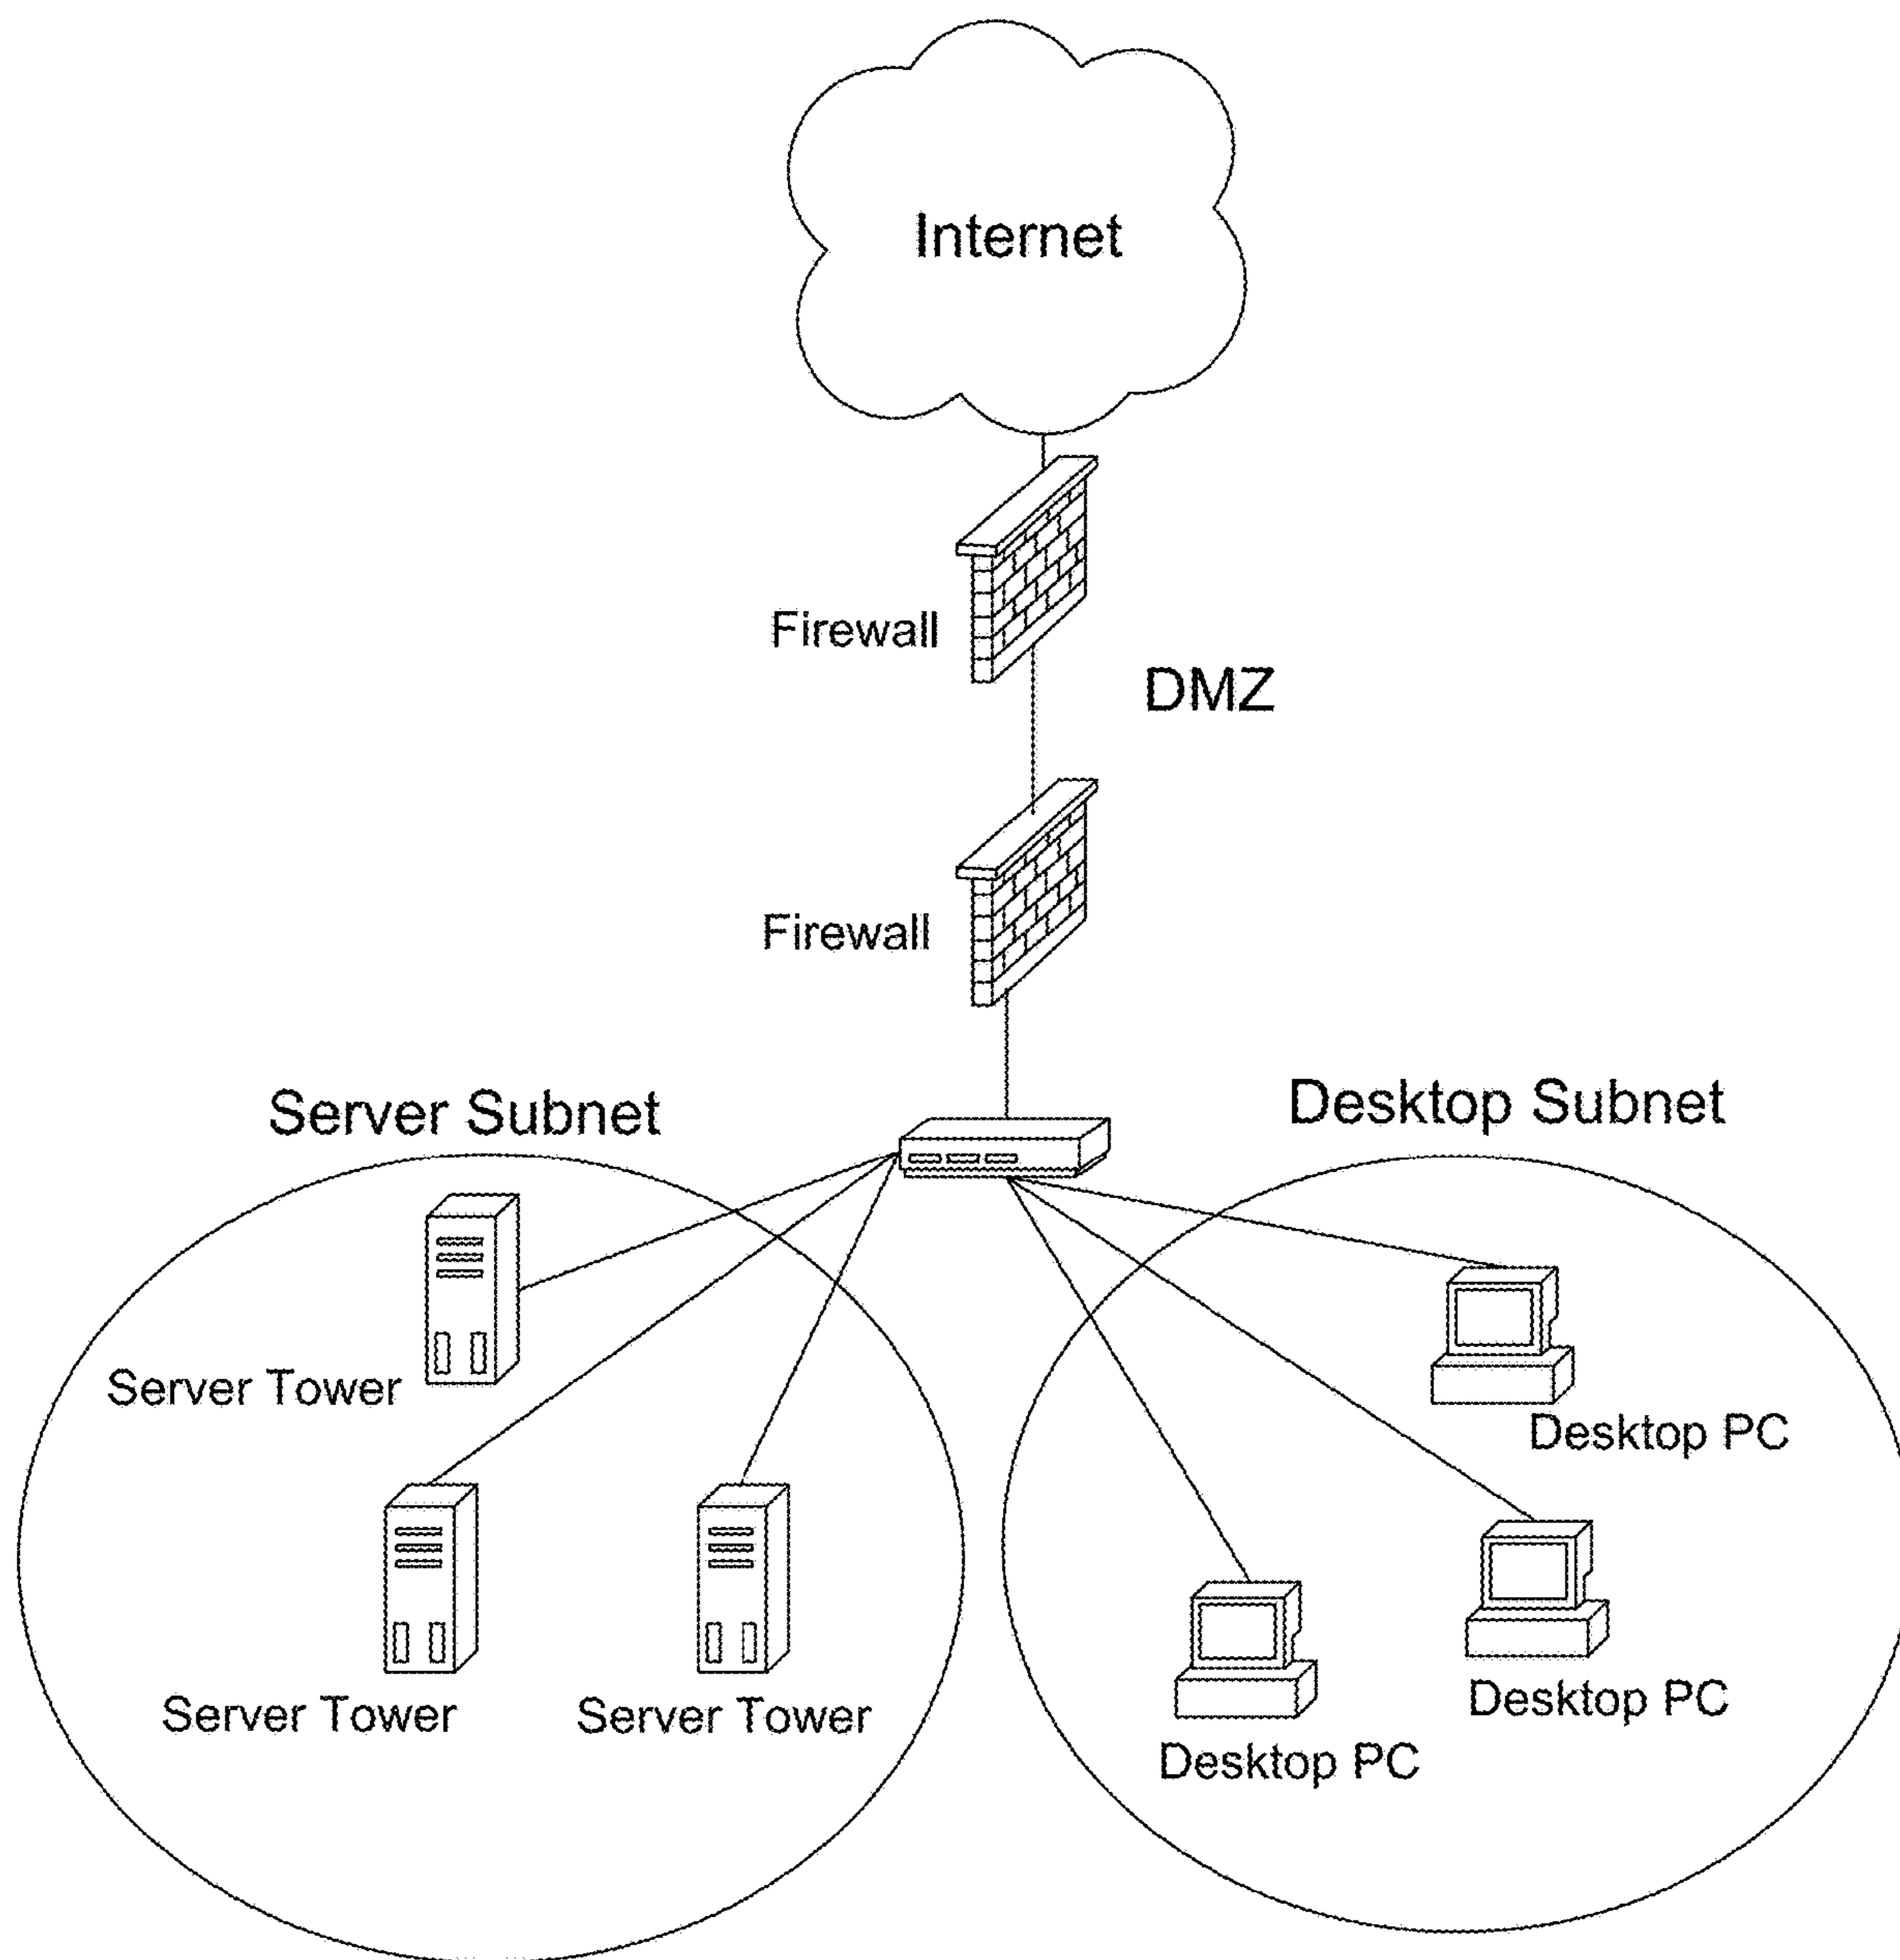 Internet
Firewall
DMZ
Firewall
Server Subnet
Desktop Subnet
Server Tower
Desktop PC
Server Tower
Server Tower
Desktop PC
Desktop PC